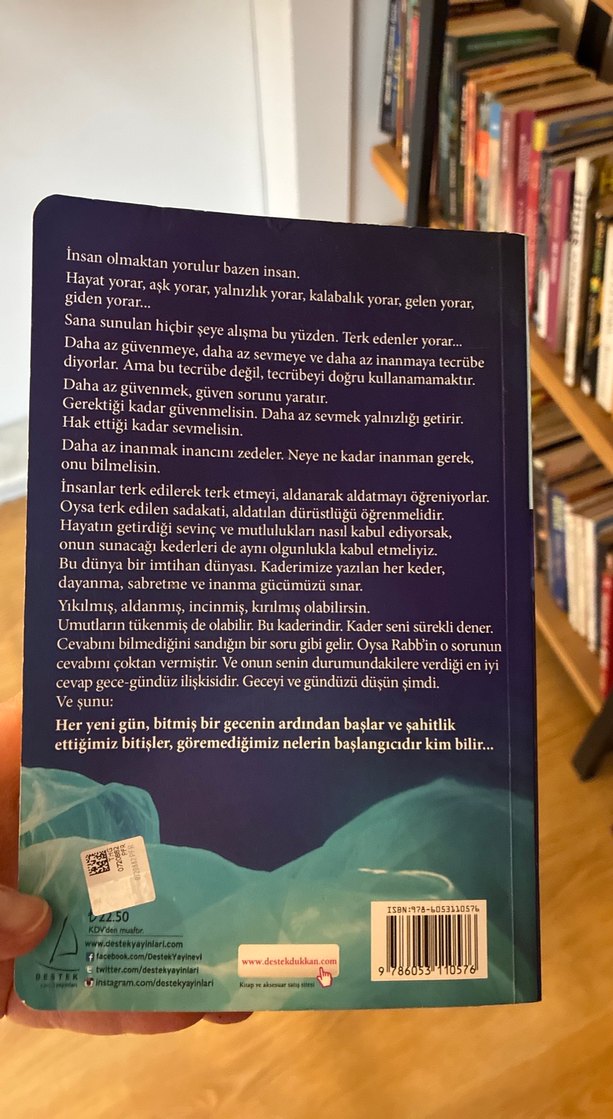 İnsan olmaktan yorulur bazen insan.
Hayat yorar, aşk yorar, yalnızlık yorar, kalabalık yorar, gelen yorar,
giden yorar...
Sana sunulan hiçbir şeye alışma bu yüzden. Terk edenler yorar...
Daha az güvenmeye, daha az sevmeye ve daha az inanmaya tecrübe
diyorlar. Ama bu tecrübe değil, tecrübeyi doğru kullanamamaktır.
Daha az güvenmek, güven sorunu yaratır.
Gerektiği kadar güvenmelisin. Daha az sevmek yalnızlığı getirir.
Hak ettiği kadar sevmelisin.
Daha az inanmak inancını zedeler. Neye ne kadar inanman gerek,
onu bilmelisin.
İnsanlar terk edilerek terk etmeyi, aldanarak aldatmayı öğreniyorlar.
Oysa terk edilen sadakati, aldatılan dürüstlüğü öğrenmelidir.
Hayatın getirdiği sevinç ve mutlulukları nasıl kabul ediyorsak,
onun sunacağı kederleri de aynı olgunlukla kabul etmeliyiz.
Bu dünya bir imtihan dünyası. Kaderimize yazılan her keder,
dayanma, sabretme ve inanma gücümüzü sınar.
Yıkılmış, aldanmış, incinmiş, kırılmış olabilirsin.
Umutların tükenmiş de olabilir. Bu kaderindir. Kader seni sürekli dener.
Cevabını bilmediğini sandığın bir soru gibi gelir. Oysa Rabb'in o sorunun
cevabını çoktan vermiştir. Ve onun senin durumundakilere verdiği en iyi
cevap gece-gündüz ilişkisidir. Geceyi ve gündüzü düşün şimdi.
Ve şunu:
Her yeni gün, bitmiş bir gecenin ardından başlar ve şahitlik
ettiğimiz bitişler, göremediğimiz nelerin başlangıcıdır kim bilir...
₺ 22.50
KDV'den muaftır.
www.destekyayinlari.com
facebook.com/DestekYayinevi
twitter.com/destekyayinlari
instagram.com/destekyayinlari
DESTEK
www.destekdukkan.com
Kitap ve aksesuar satış sitesi
ISBN:978-6053110576
9 786053 110576